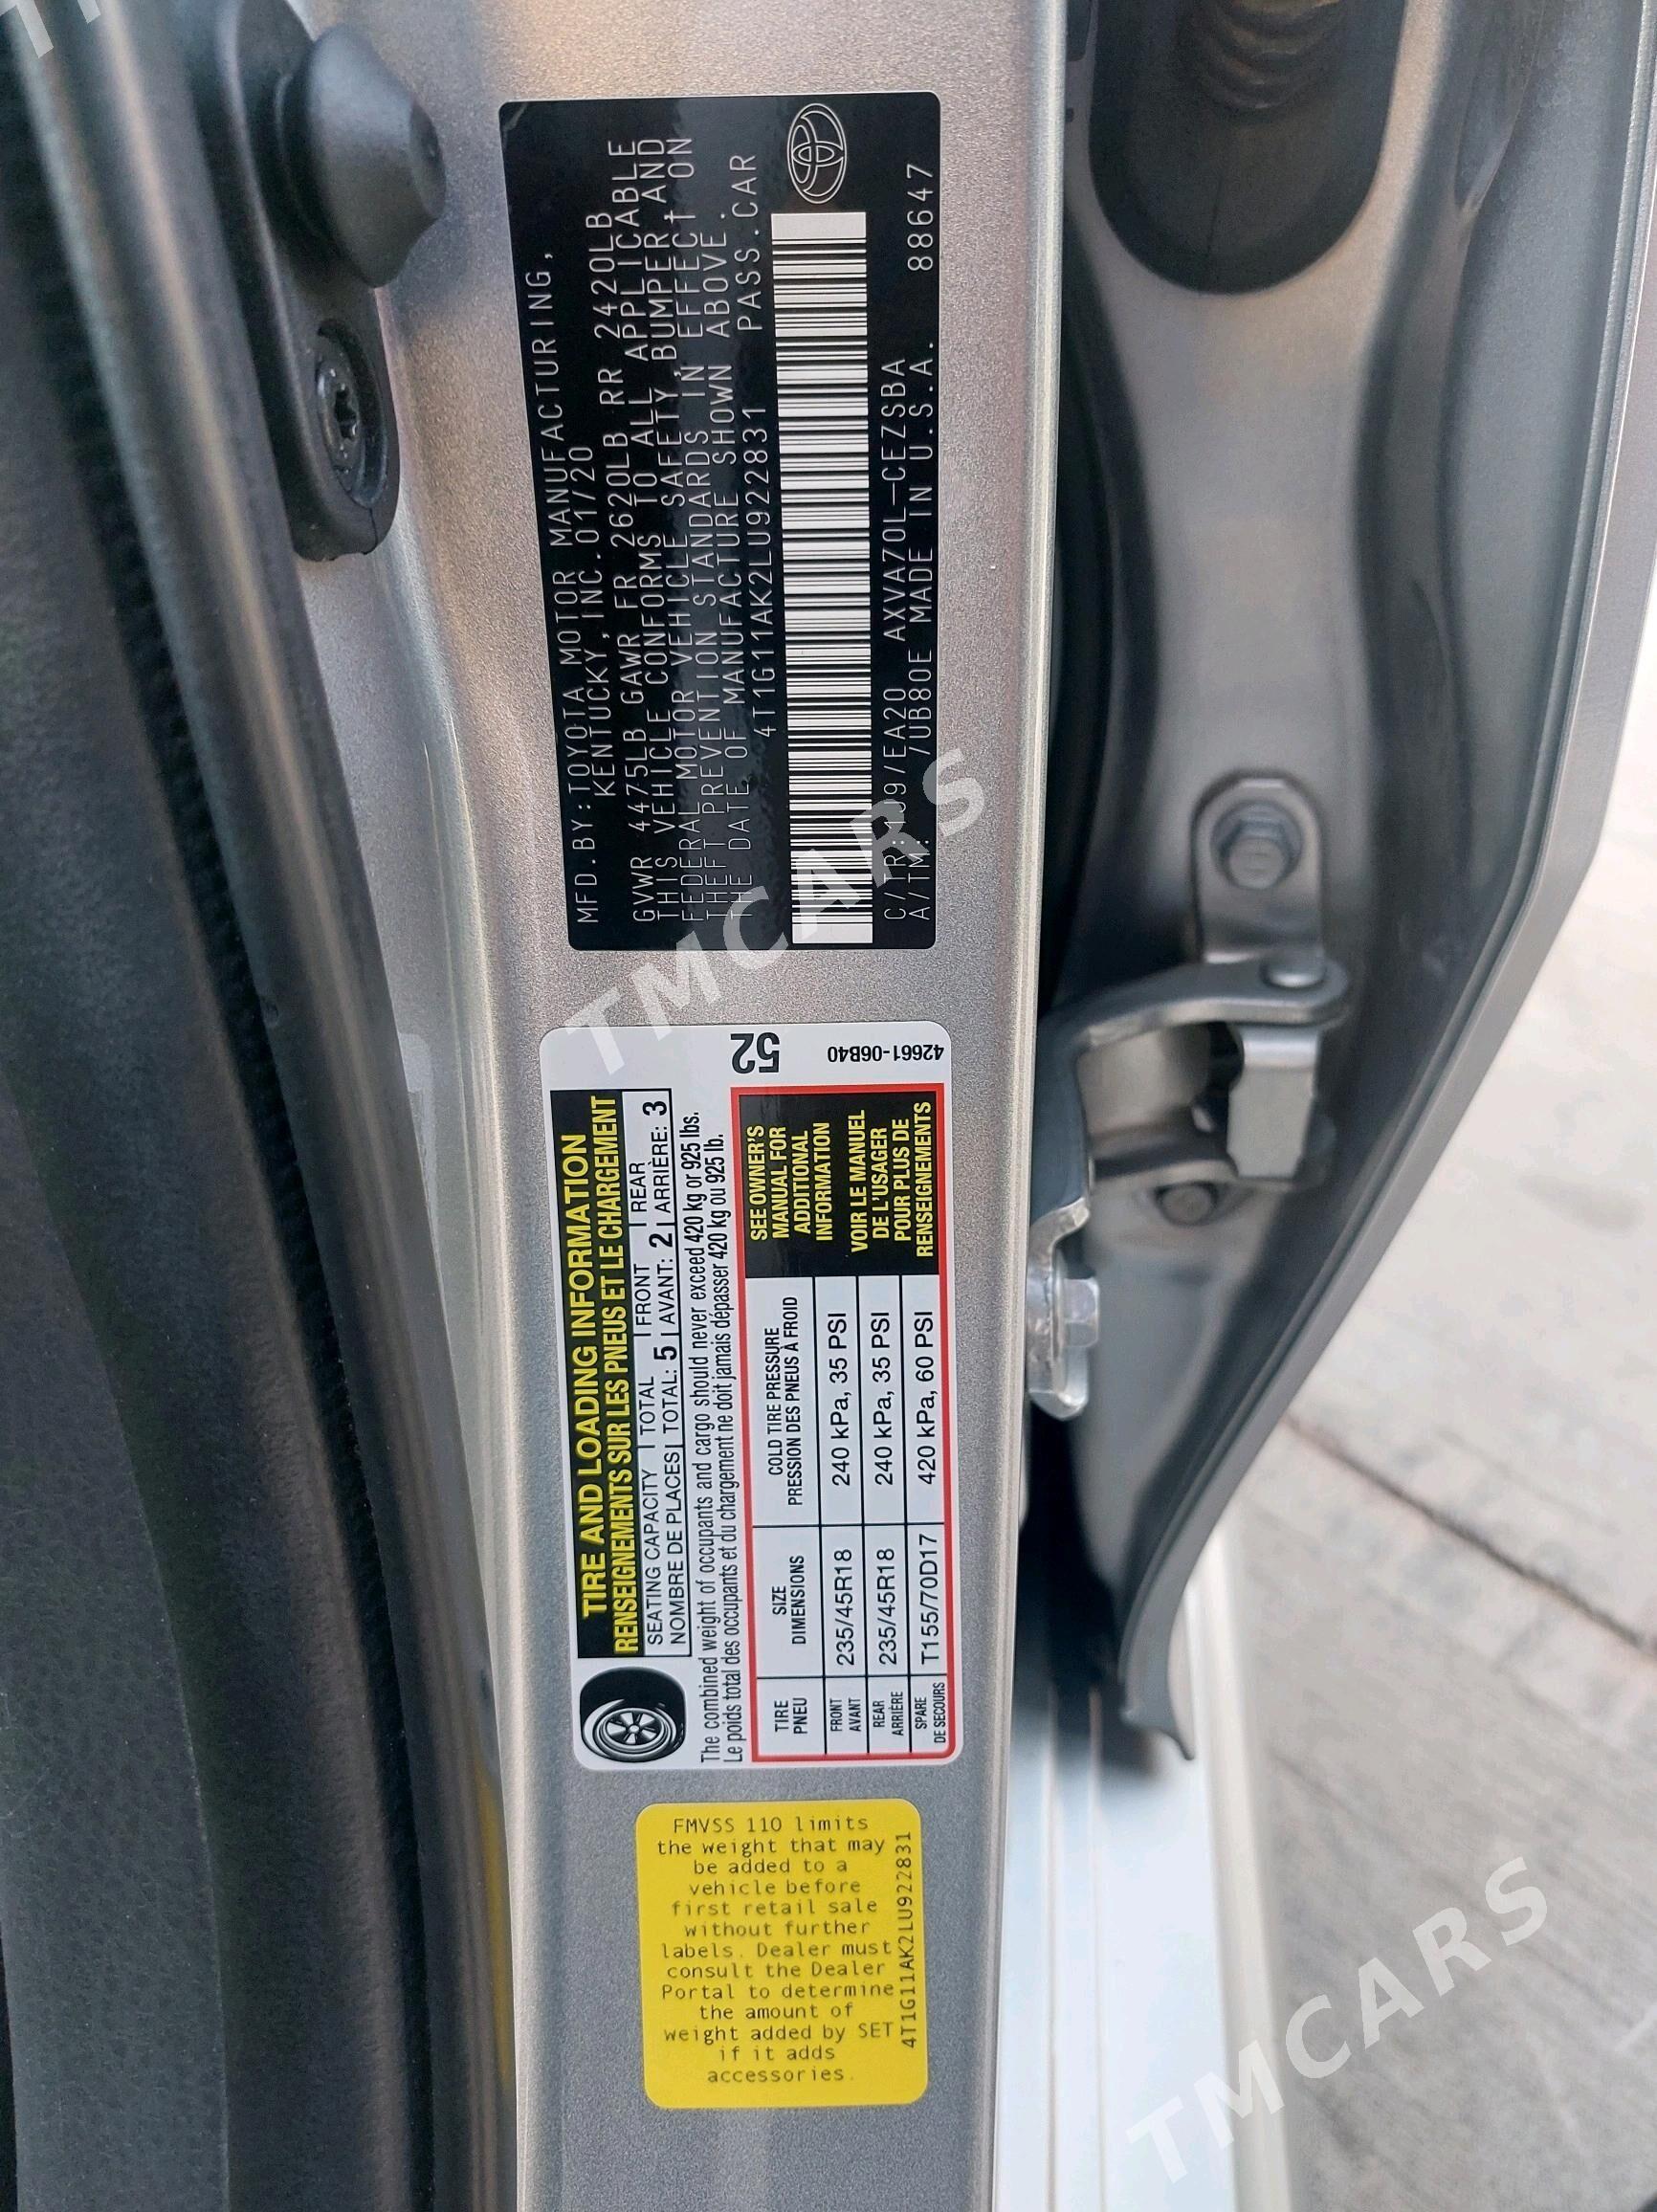 MFD.BY:TOYOTA MOTOR MANUFACTURING,
KENTUCKY,INC. 01/20
GVWR 4475LB GAWR FR 2620LB RR 2420LB
THIS VEHICLE CONFORMS TO ALL APPLICABLE
FEDERAL MOTOR VEHICLE SAFETY,BUMPER,AND
THEFT PREVENTION STANDARDS IN EFFECT ON
THE DATE OF MANUFACTURE SHOWN ABOVE.
4T1G11AK2LU922831 PASS.CAR
C/TR:1J9/EA20 AXVA70L-CEZSBA
A/TM: /UB80E MADE IN U.S.A. 88647
TIRE AND LOADING INFORMATION
RENSEIGNEMENTS SUR LES PNEUS ET LE CHARGEMENT
SEATING CAPACITY TOTAL FRONT REAR
NOMBRE DE PLACES TOTAL: 5 AVANT: 2 ARRIÈRE: 3
The combined weight of occupants and cargo should never exceed 420 kg or 925 lbs.
Le poids total des occupants et du chargement ne doit jamais dépasser 420 kg ou 925 lb.
TIRE SIZE COLD TIRE PRESSURE
PNEU DIMENSIONS PRESSION DES PNEUS À FROID
FRONT
AVANT 235/45R18 240 kPa, 35 PSI
REAR
ARRIÈRE 235/45R18 240 kPa, 35 PSI
SPARE
DE SECOURS T155/70D17 420 kPa, 60 PSI
SEE OWNER'S
MANUAL FOR
ADDITIONAL
INFORMATION
VOIR LE MANUEL
DE L'USAGER
POUR PLUS DE
RENSEIGNEMENTS
52
42661-06B40
FMVSS 110 limits
the weight that may
be added to a
vehicle before
first retail sale
without further
labels. Dealer must
consult the Dealer
Portal to determine
the amount of
weight added by SET
if it adds
accessories.
4T1G11AK2LU922831
TMCARS
TMCARS